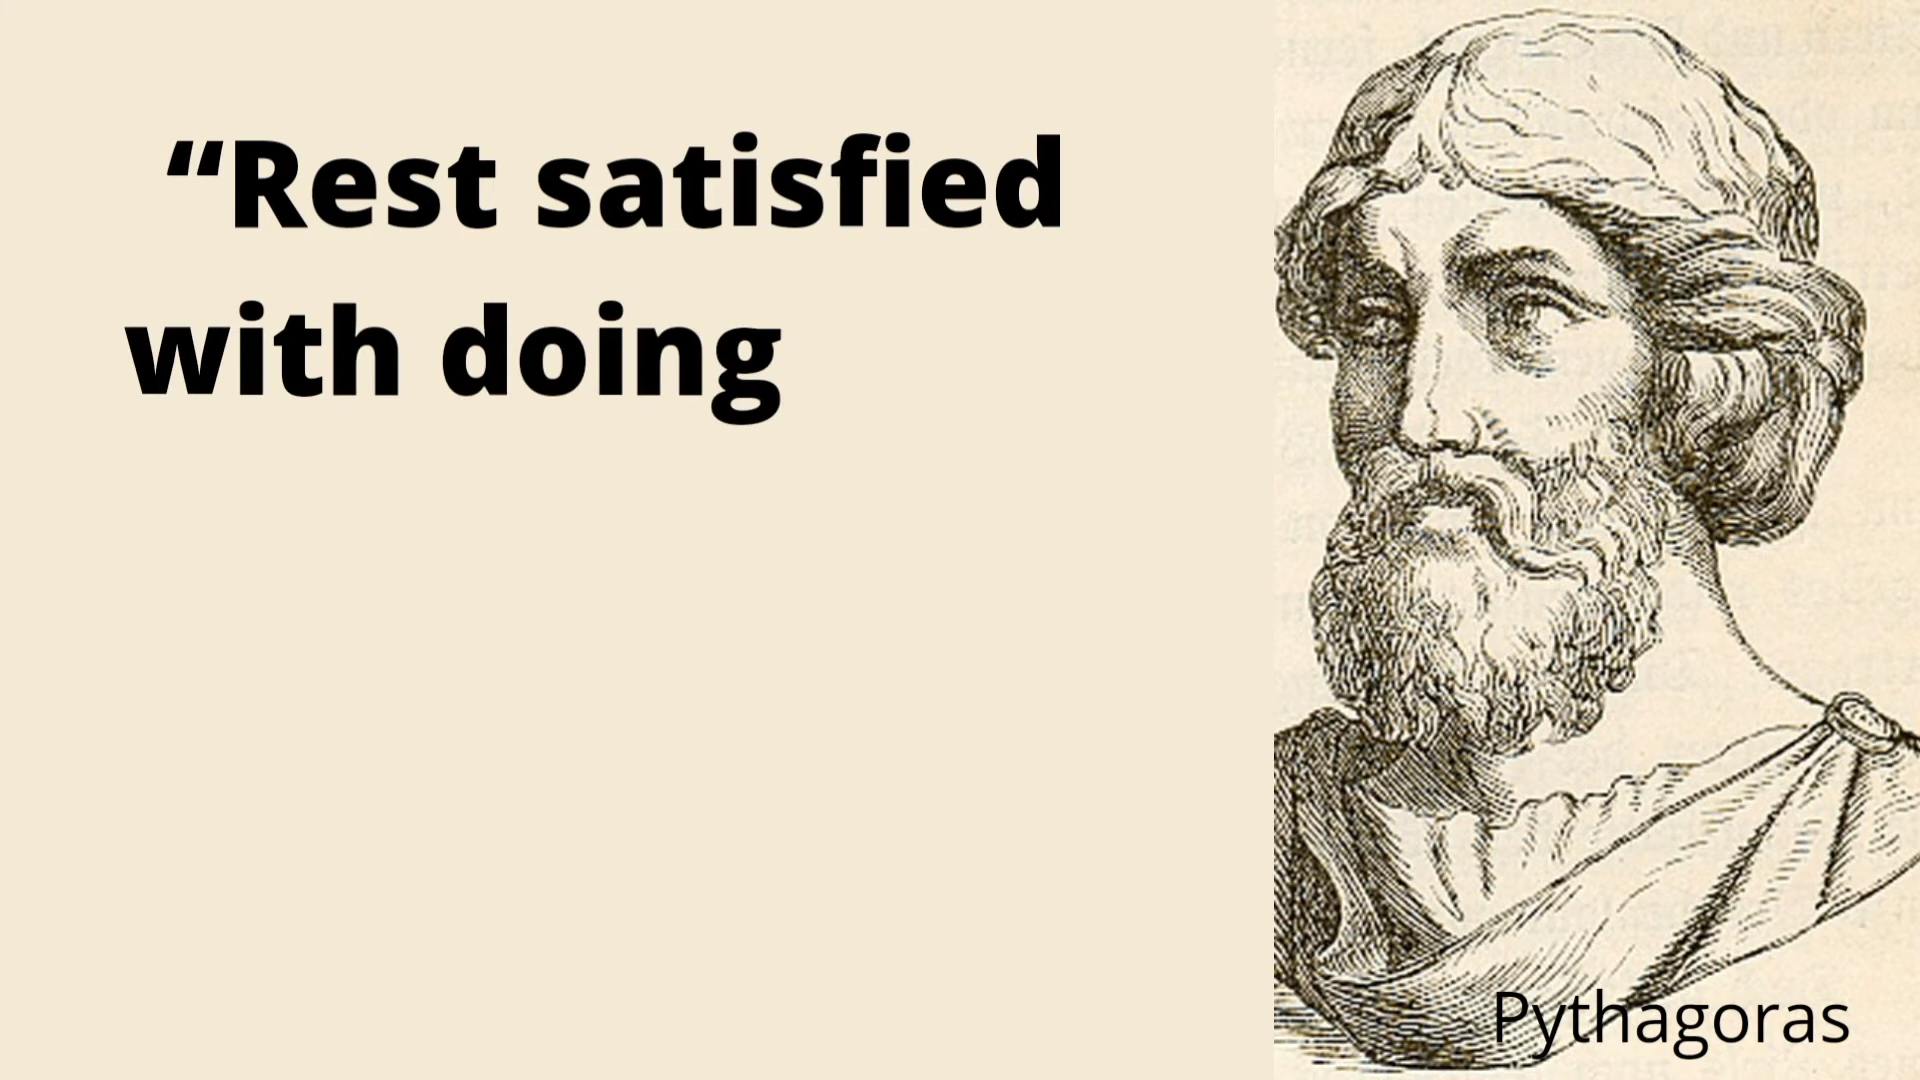 “Rest satisfied
with doing
Pythagoras